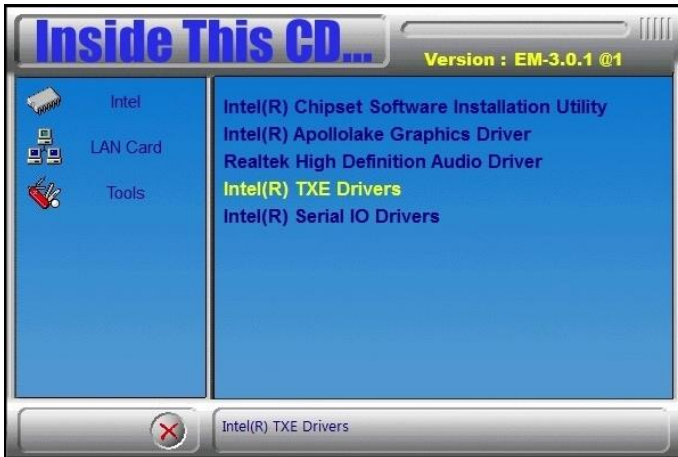 Inside This CD...
Version : EM-3.0.1 @1
Intel
LAN Card
Tools
Intel(R) Chipset Software Installation Utility
Intel(R) Apollolake Graphics Driver
Realtek High Definition Audio Driver
Intel(R) TXE Drivers
Intel(R) Serial IO Drivers
Intel(R) TXE Drivers